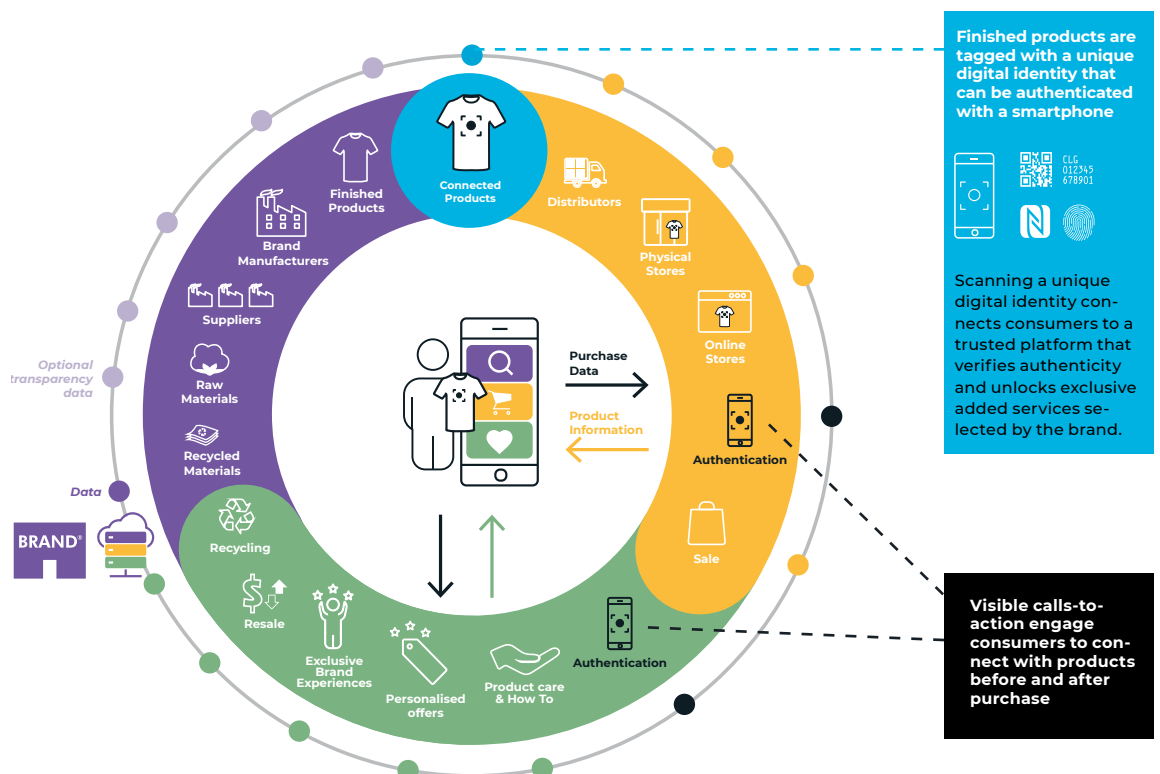 Finished products are
tagged with a unique
digital identity that
can be authenticated
with a smartphone
CLG
012345
678901
Scanning a unique
digital identity con-
nects consumers to a
trusted platform that
verifies authenticity
and unlocks exclusive
added services se-
lected by the brand.
Connected
Products
Finished
Products
Brand
Manufacturers
Suppliers
Raw
Materials
Recycled
Materials
Distributors
Physical
Stores
Online
Stores
Authentication
Sale
Purchase
Data
Product
Information
Optional
transparency
data
Data
BRAND®
Recycling
Resale
Exclusive
Brand
Experiences
Personalised
offers
Product care
& How To
Authentication
Visible calls-to-
action engage
consumers to con-
nect with products
before and after
purchase